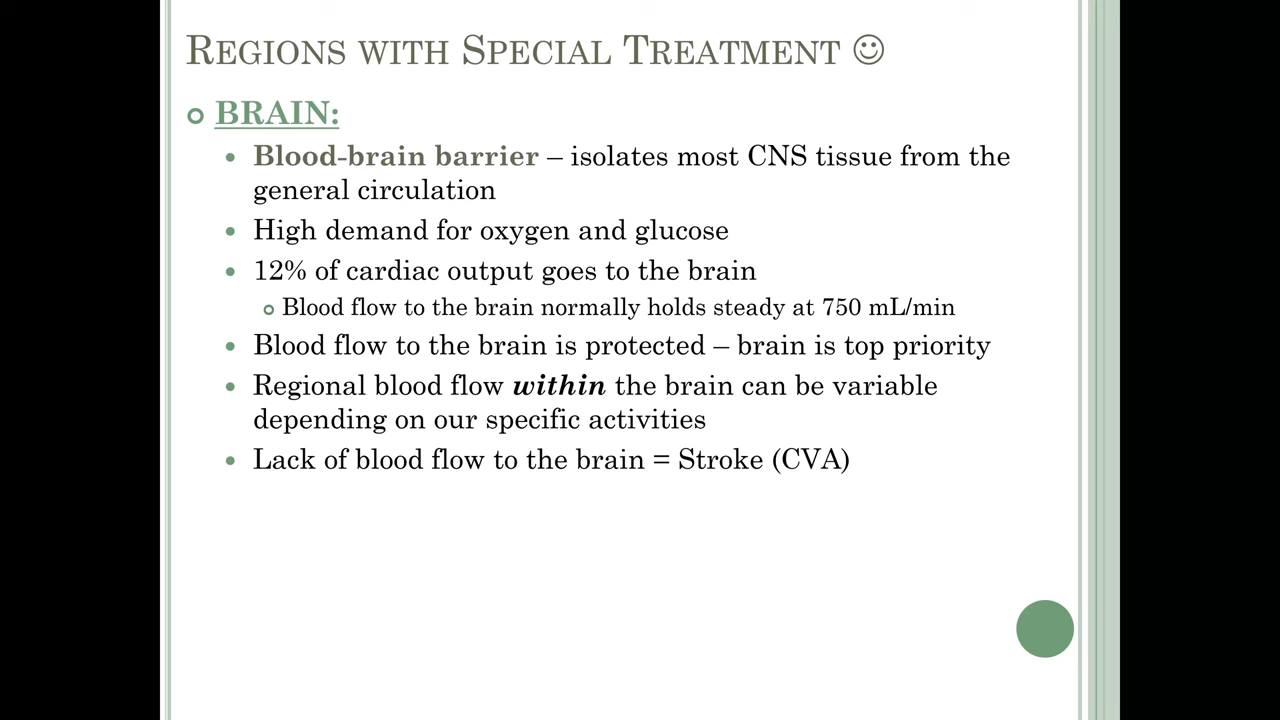 REGIONS WITH SPECIAL TREATMENT ☺
BRAIN:
Blood-brain barrier – isolates most CNS tissue from the
general circulation
High demand for oxygen and glucose
12% of cardiac output goes to the brain
Blood flow to the brain normally holds steady at 750 mL/min
Blood flow to the brain is protected – brain is top priority
Regional blood flow within the brain can be variable
depending on our specific activities
Lack of blood flow to the brain = Stroke (CVA)